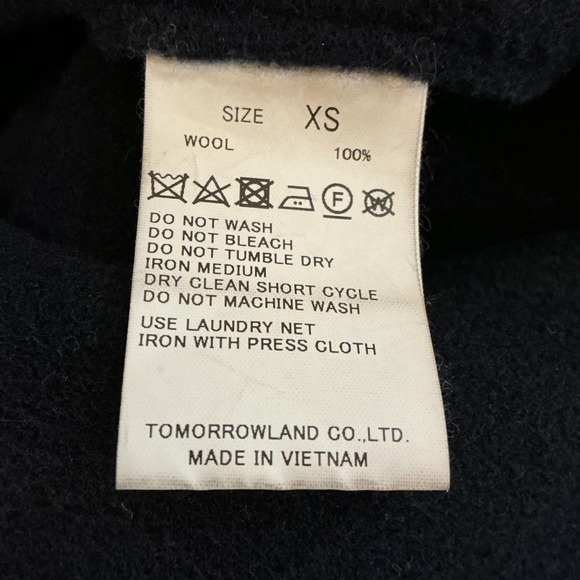 SIZE XS
WOOL 100%
F W
DO NOT WASH
DO NOT BLEACH
DO NOT TUMBLE DRY
IRON MEDIUM
DRY CLEAN SHORT CYCLE
DO NOT MACHINE WASH
USE LAUNDRY NET
IRON WITH PRESS CLOTH
TOMORROWLAND CO.,LTD.
MADE IN VIETNAM